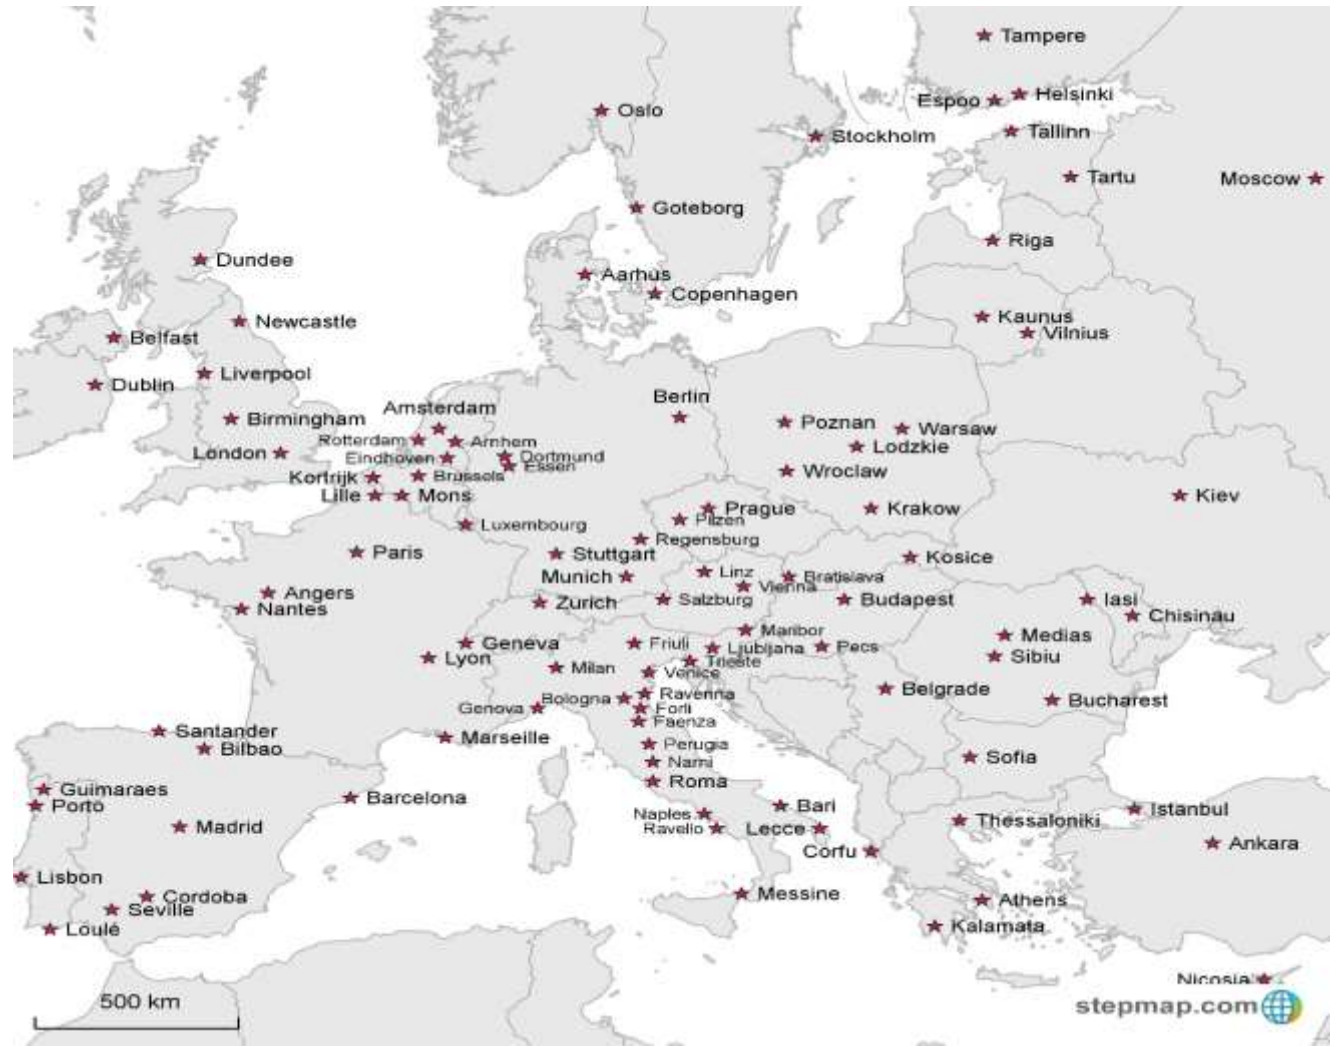 Tampere
Espoo
Helsinki
Oslo
Stockholm
Tallinn
Tartu
Moscow
Goteborg
Riga
Dundee
Aarhus
Copenhagen
Newcastle
Kaunus
Vilnius
Belfast
Liverpool
Dublin
Berlin
Amsterdam
Birmingham
Poznan
Warsaw
Rotterdam
Arnhem
Lodzkie
London
Eindhoven
Dortmund
Essen
Wroclaw
Kortrijk
Brussels
Lille
Mons
Kiev
Prague
Krakow
Pilzen
Luxembourg
Regensburg
Paris
Stuttgart
Kosice
Munich
Linz
Bratislava
Vienna
Angers
Nantes
Zurich
Salzburg
Budapest
Iasi
Chisinau
Maribor
Medias
Geneva
Friuli
Ljubljana
Pecs
Lyon
Milan
Trieste
Sibiu
Venice
Belgrade
Bologna
Ravenna
Bucharest
Genova
Forli
Faenza
Santander
Bilbao
Marseille
Perugia
Sofia
Narni
Roma
Guimaraes
Porto
Barcelona
Bari
Istanbul
Naples
Thessaloniki
Madrid
Ravello
Lecce
Ankara
Corfu
Lisbon
Cordoba
Messine
Athens
Seville
Loulé
Kalamata
Nicosia
500 km
stepmap.com